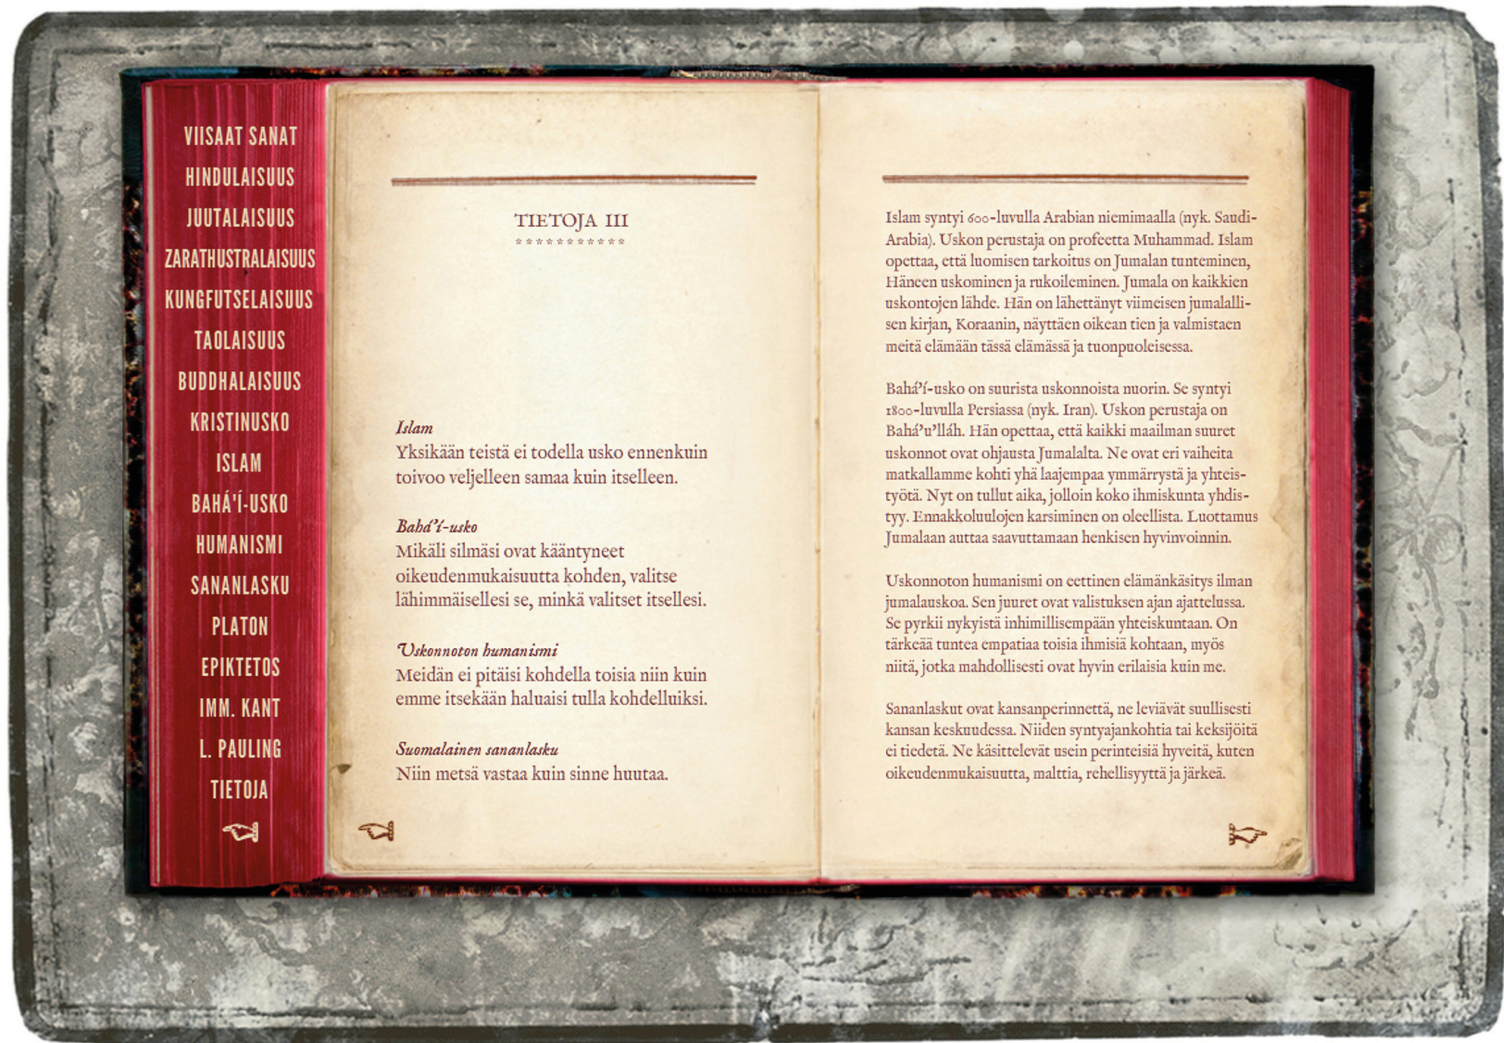 VIISAAT SANAT
HINDULAISUUS
JUUTALAISUUS
ZARATHUSTRALAISUUS
KUNGFUTSELAISUUS
TAOLAISUUS
BUDDHALAISUUS
KRISTINUSKO
ISLAM
BAHÁ'Í-USKO
HUMANISMI
SANANLASKU
PLATON
EPIKTETOS
IMM. KANT
L. PAULING
TIETOJA
TIETOJA III
***********
Islam
Yksikään teistä ei todella usko ennenkuin
toivoo veljelleen samaa kuin itselleen.
Bahá’í-usko
Mikäli silmäsi ovat kääntyneet
oikeudenmukaisuutta kohden, valitse
lähimmäisellesi se, minkä valitset itsellesi.
Uskonnoton humanismi
Meidän ei pitäisi kohdella toisia niin kuin
emme itsekään haluaisi tulla kohdelluiksi.
Suomalainen sananlasku
Niin metsä vastaa kuin sinne huutaa.
Islam syntyi 600-luvulla Arabian niemimaalla (nyk. Saudi-
Arabia). Uskon perustaja on profeetta Muhammad. Islam
opettaa, että luomisen tarkoitus on Jumalan tunteminen,
Häneen uskominen ja rukoileminen. Jumala on kaikkien
uskontojen lähde. Hän on lähettänyt viimeisen jumalalli-
sen kirjan, Koraanin, näyttäen oikean tien ja valmistaen
meitä elämään tässä elämässä ja tuonpuoleisessa.
Bahá’í-usko on suurista uskonnoista nuorin. Se syntyi
1800-luvulla Persiassa (nyk. Iran). Uskon perustaja on
Bahá’u’lláh. Hän opettaa, että kaikki maailman suuret
uskonnot ovat ohjausta Jumalalta. Ne ovat eri vaiheita
matkallamme kohti yhä laajempaa ymmärrystä ja yhteis-
työtä. Nyt on tullut aika, jolloin koko ihmiskunta yhdis-
tyy. Ennakkoluulojen karsiminen on oleellista. Luottamus
Jumalaan auttaa saavuttamaan henkisen hyvinvoinnin.
Uskonnoton humanismi on eettinen elämänkäsitys ilman
jumalauskoa. Sen juuret ovat valistuksen ajan ajattelussa.
Se pyrkii nykyistä inhimillisempään yhteiskuntaan. On
tärkeää tuntea empatiaa toisia ihmisiä kohtaan, myös
niitä, jotka mahdollisesti ovat hyvin erilaisia kuin me.
Sananlaskut ovat kansanperinnettä, ne leviävät suullisesti
kansan keskuudessa. Niiden syntyajankohtia tai keksijöitä
ei tiedetä. Ne käsittelevät usein perinteisiä hyveitä, kuten
oikeudenmukaisuutta, malttia, rehellisyyttä ja järkeä.